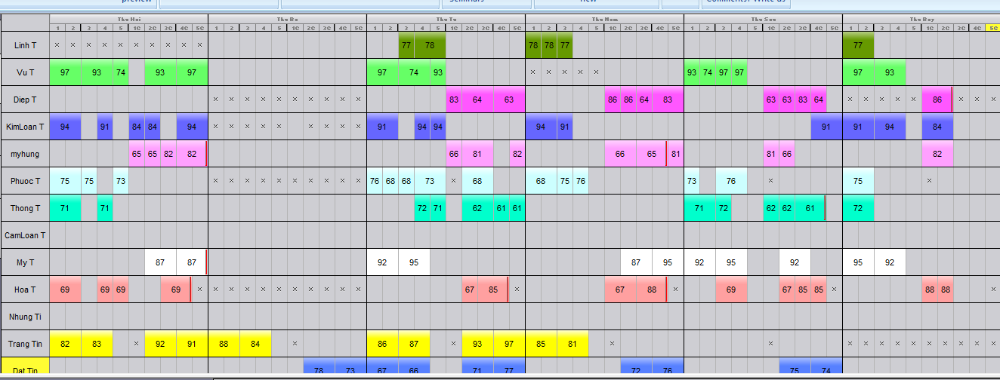 preview
Seminars
view
Comments? Write us
Thu Hai Thu Ba Thu Tu Thu Nam Thu Sau Thu Bay
1 2 3 4 5 1C 2C 3C 4C 5C 1 2 3 4 5 1C 2C 3C 4C 5C 1 2 3 4 5 1C 2C 3C 4C 5C 1 2 3 4 5 1C 2C 3C 4C 5C 1 2 3 4 5 1C 2C 3C 4C 5C 1 2 3 4 5 1C 2C 3C 4C 5C
Linh T × × × × × × × × × × 77 78 78 78 77 77
Vu T 97 93 74 93 97 97 74 93 × × × × × 93 74 97 97 97 93
Diep T × × × × × × × × × × 83 64 63 86 86 64 83 63 63 83 64 × × × × × 86 × × ×
KimLoan T 94 91 84 84 94 × × × × × × × × × 91 94 94 94 91 91 91 94 84
myhung 65 65 82 82 66 81 82 66 65 81 81 66 82
Phuoc T 75 75 73 × × × × × × × × × × 76 68 68 73 × 68 68 75 76 73 76 × 75 ×
Thong T 71 71 72 71 62 61 61 71 72 62 62 61 72
CamLoan T
My T 87 87 92 95 87 95 92 95 92 95 92
Hoa T 69 69 69 69 × × × × × × × × × × × 67 85 × 67 88 × 69 67 85 85 × 88 88 ×
Nhung Ti
Trang Tin 82 83 × 92 91 88 84 × 86 87 × 93 97 85 81 × × × × × × × × × × × ×
Dat Tin 78 73 67 66 71 77 72 76 75 74